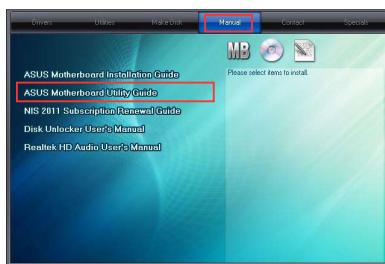 Drivers Utilities Make Disk Manual Contact Specials
MB
ASUS Motherboard Installation Guide
Please select items to install.
ASUS Motherboard Utility Guide
NIS 2011 Subscription Renewal Guide
Disk Unlocker User's Manual
Realtek HD Audio User's Manual